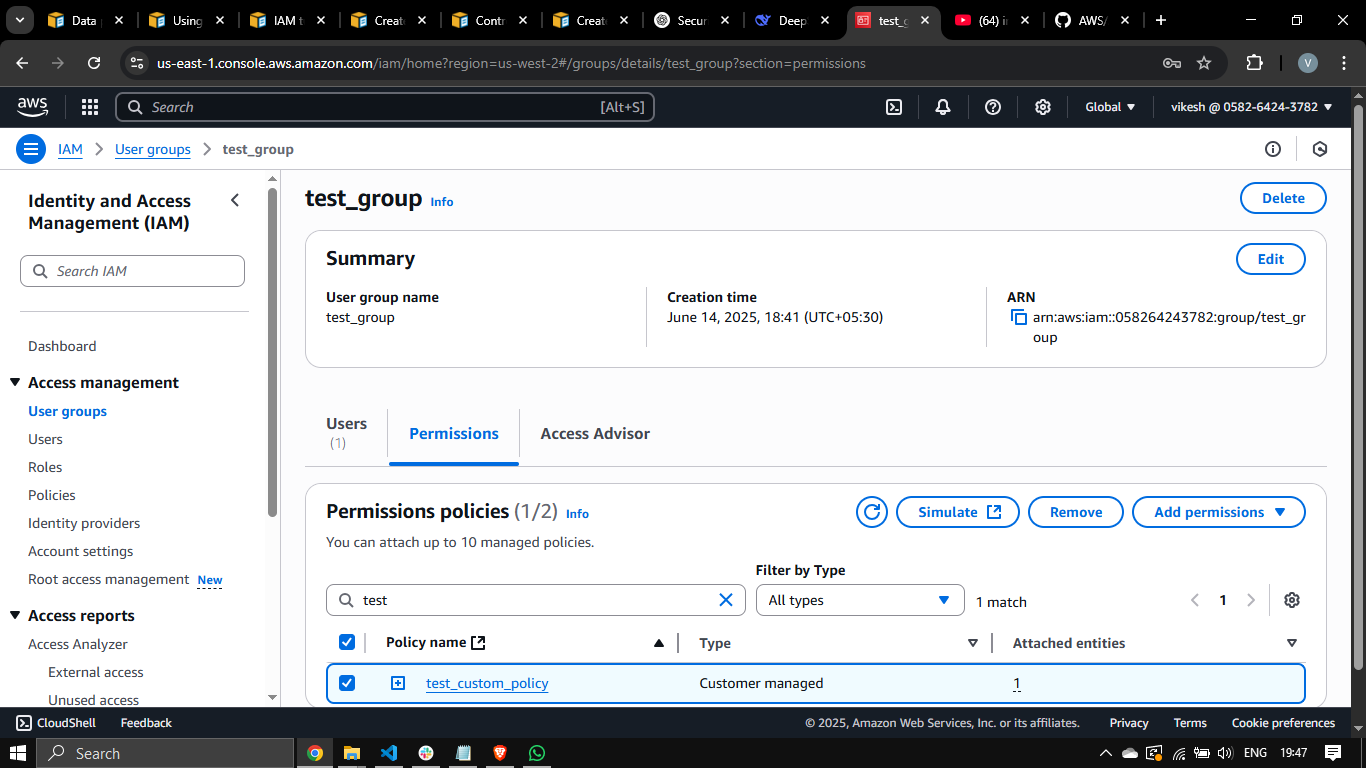 Data
Using
IAM t
Create
Contr
Create
Secur
Deep
test_g
(64) i
AWS/
us-east-1.console.aws.amazon.com/iam/home?region=us-west-2#/groups/details/test_group?section=permissions
V
aws
Search [Alt+S]
Global
vikesh @ 0582-6424-3782
IAM
User groups
test_group
Identity and Access
Management (IAM)
Search IAM
Dashboard
Access management
User groups
Users
Roles
Policies
Identity providers
Account settings
Root access management New
Access reports
Access Analyzer
External access
Unused access
test_group Info
Delete
Summary
Edit
User group name
test_group
Creation time
June 14, 2025, 18:41 (UTC+05:30)
ARN
arn:aws:iam::058264243782:group/test_gr
oup
Users
(1)
Permissions
Access Advisor
Permissions policies (1/2) Info
Simulate
Remove
Add permissions
You can attach up to 10 managed policies.
Filter by Type
test
All types
1 match
1
Policy name
Type
Attached entities
test_custom_policy
Customer managed
1
CloudShell
Feedback
© 2025, Amazon Web Services, Inc. or its affiliates.
Privacy
Terms
Cookie preferences
Search
ENG
19:47